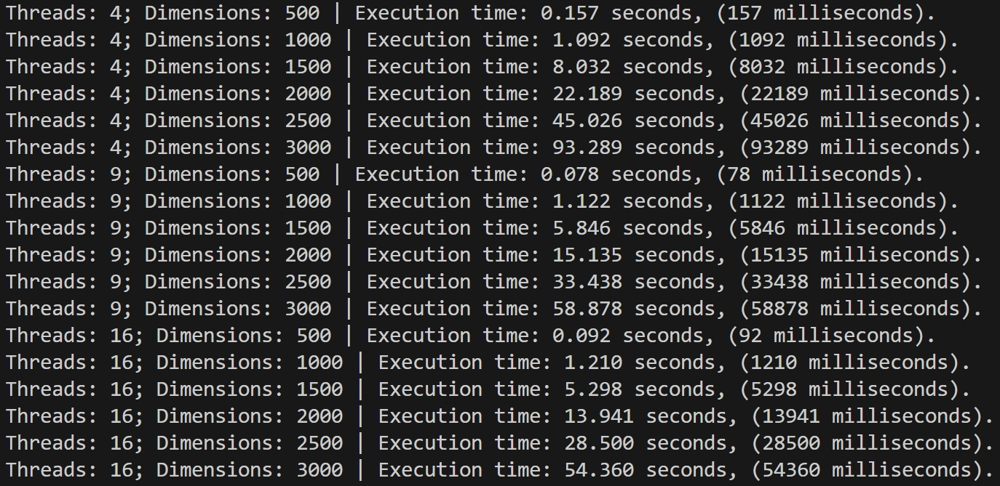 Threads: 4; Dimensions: 500 | Execution time: 0.157 seconds, (157 milliseconds).
Threads: 4; Dimensions: 1000 | Execution time: 1.092 seconds, (1092 milliseconds).
Threads: 4; Dimensions: 1500 | Execution time: 8.032 seconds, (8032 milliseconds).
Threads: 4; Dimensions: 2000 | Execution time: 22.189 seconds, (22189 milliseconds).
Threads: 4; Dimensions: 2500 | Execution time: 45.026 seconds, (45026 milliseconds).
Threads: 4; Dimensions: 3000 | Execution time: 93.289 seconds, (93289 milliseconds).
Threads: 9; Dimensions: 500 | Execution time: 0.078 seconds, (78 milliseconds).
Threads: 9; Dimensions: 1000 | Execution time: 1.122 seconds, (1122 milliseconds).
Threads: 9; Dimensions: 1500 | Execution time: 5.846 seconds, (5846 milliseconds).
Threads: 9; Dimensions: 2000 | Execution time: 15.135 seconds, (15135 milliseconds).
Threads: 9; Dimensions: 2500 | Execution time: 33.438 seconds, (33438 milliseconds).
Threads: 9; Dimensions: 3000 | Execution time: 58.878 seconds, (58878 milliseconds).
Threads: 16; Dimensions: 500 | Execution time: 0.092 seconds, (92 milliseconds).
Threads: 16; Dimensions: 1000 | Execution time: 1.210 seconds, (1210 milliseconds).
Threads: 16; Dimensions: 1500 | Execution time: 5.298 seconds, (5298 milliseconds).
Threads: 16; Dimensions: 2000 | Execution time: 13.941 seconds, (13941 milliseconds).
Threads: 16; Dimensions: 2500 | Execution time: 28.500 seconds, (28500 milliseconds).
Threads: 16; Dimensions: 3000 | Execution time: 54.360 seconds, (54360 milliseconds).